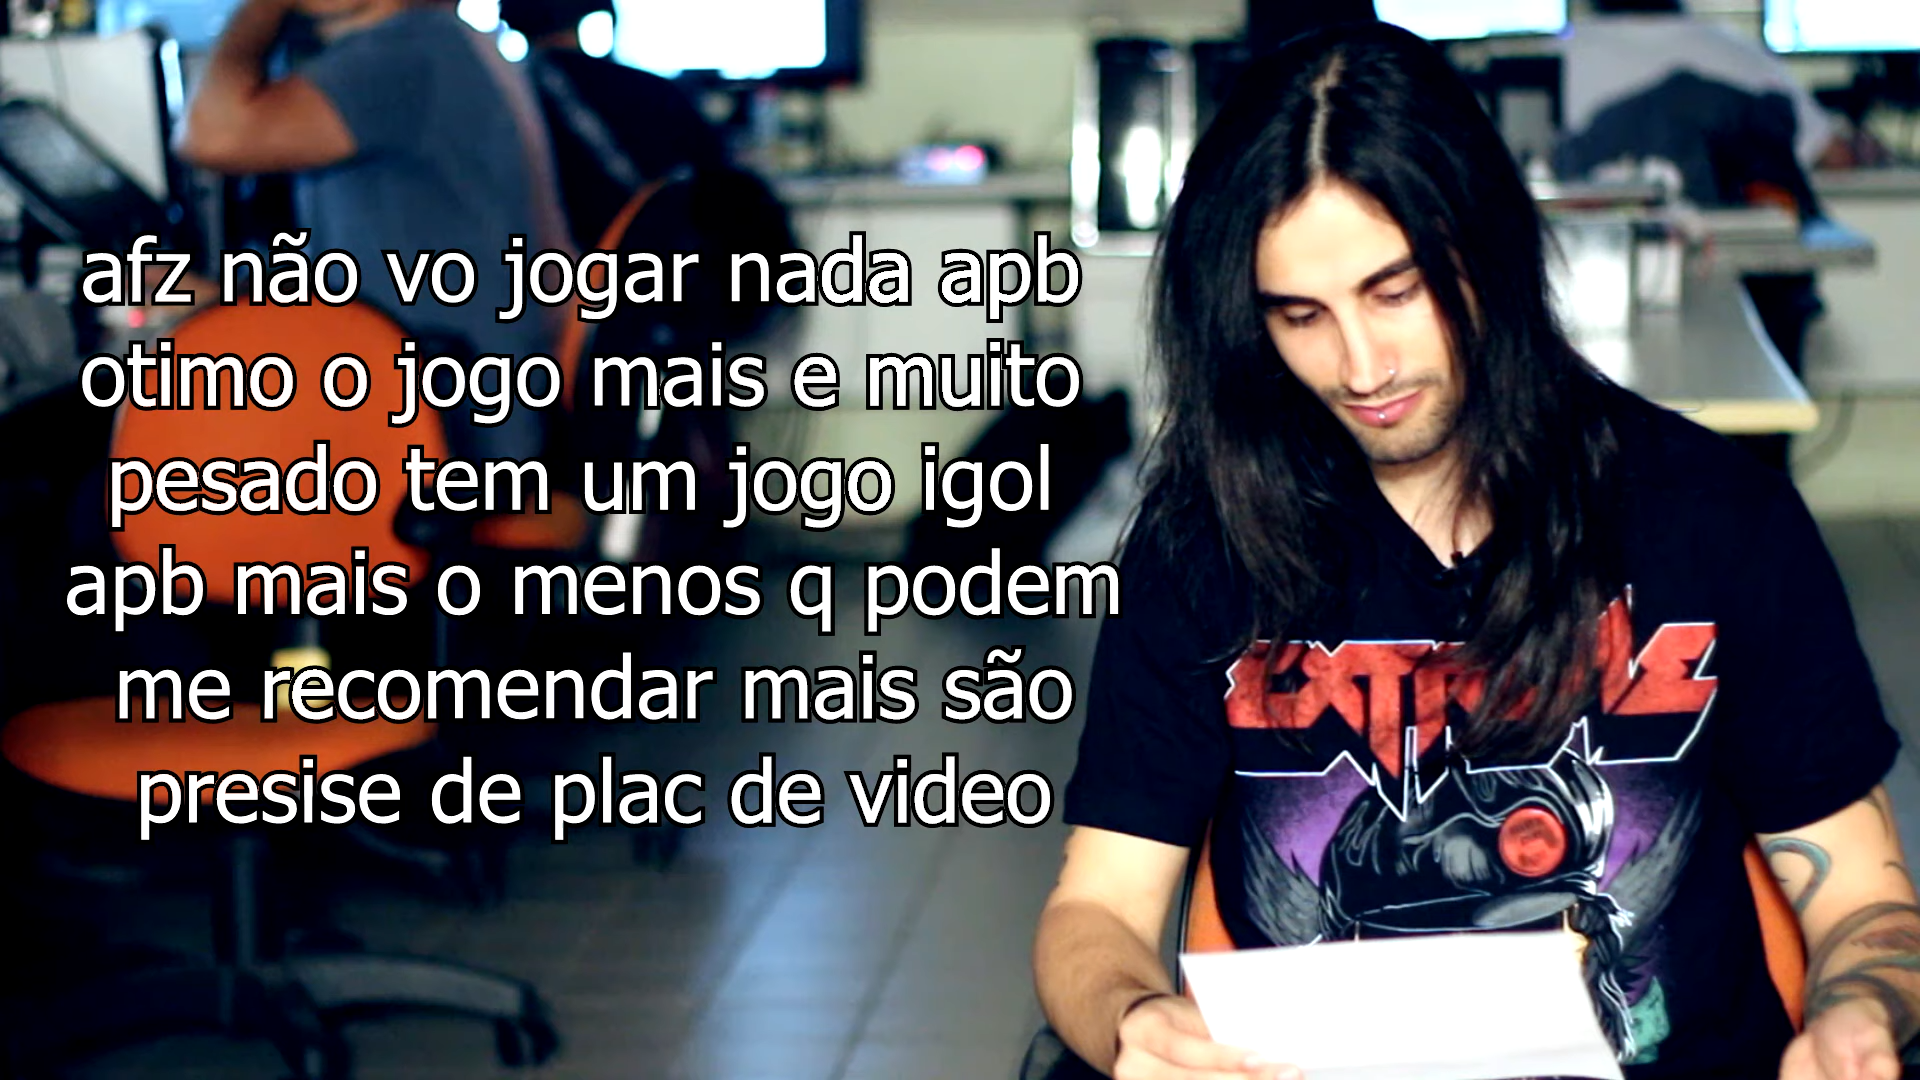 afz não vo jogar nada apb
otimo o jogo mais e muito
pesado tem um jogo igol
apb mais o menos q podem
me recomendar mais são
presise de plac de video
EXTREME